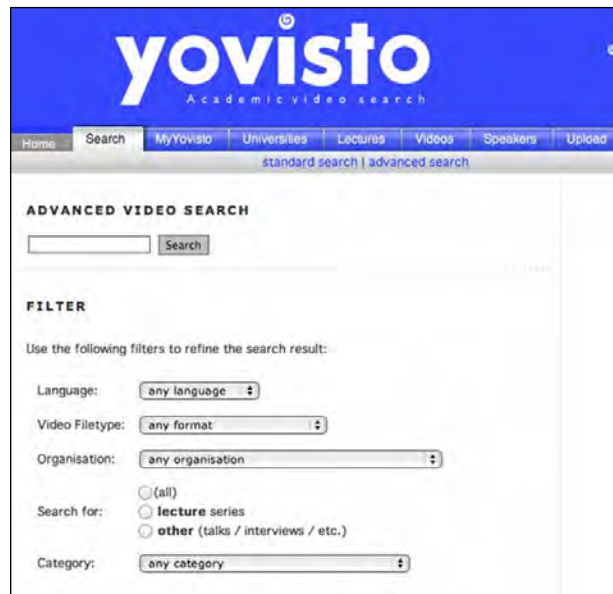 yovisto
Academic video search
Home Search MyYovisto Universities Lectures Videos Speakers Upload
standard search | advanced search
ADVANCED VIDEO SEARCH
Search
FILTER
Use the following filters to refine the search result:
Language: any language
Video Filetype: any format
Organisation: any organisation
(all)
Search for: lecture series
other (talks / interviews / etc.)
Category: any category